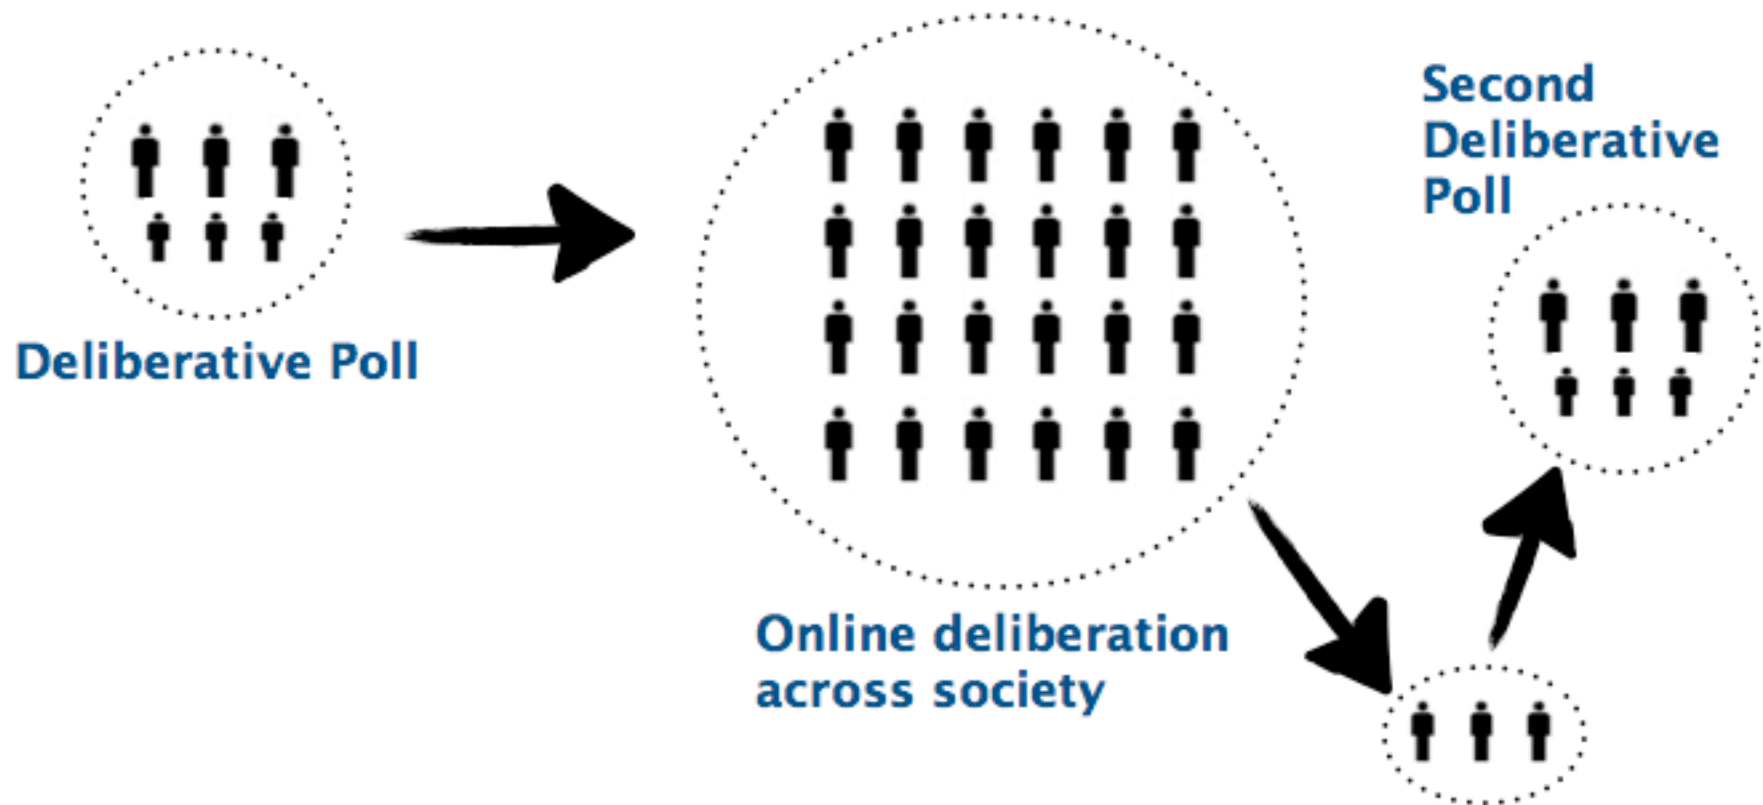 Deliberative Poll
Online deliberation
across society
Second
Deliberative
Poll